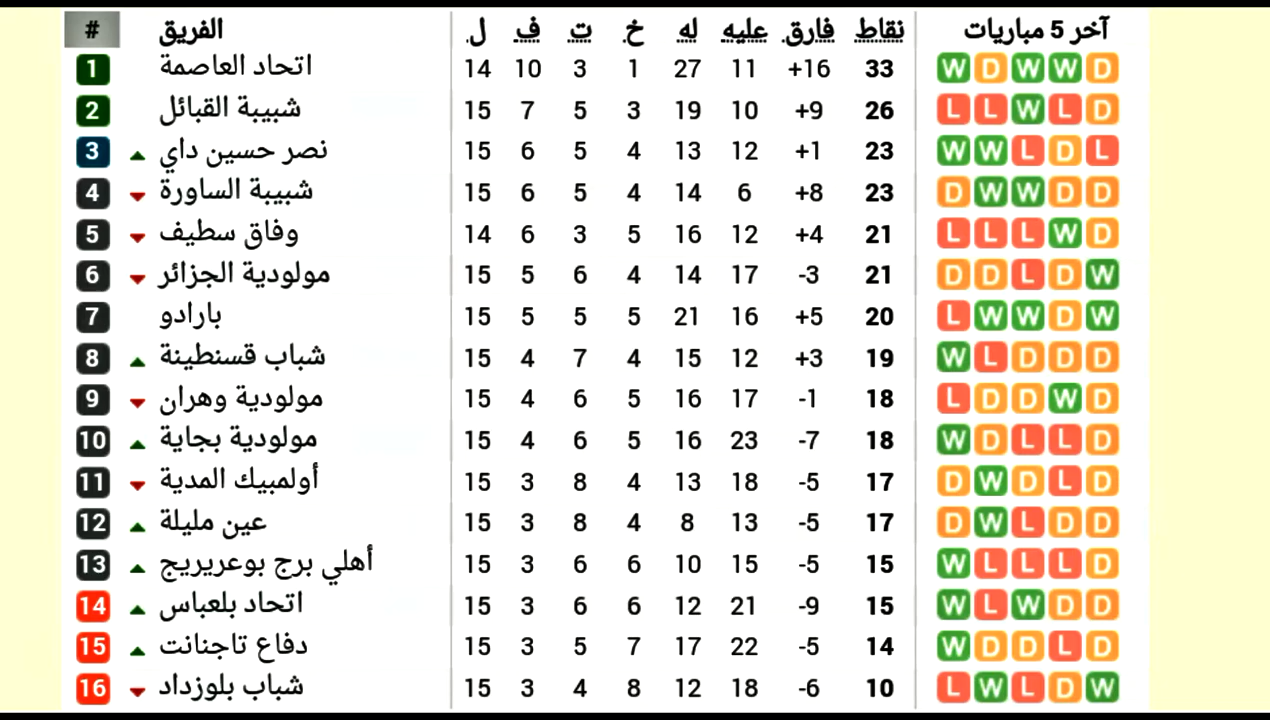 # الفريق ل. ف. ت. خ. له عليه فارق نقاط آخر 5 مباريات
1 اتحاد العاصمة 14 10 3 1 27 11 +16 33 W D W W D
2 شبيبة القبائل 15 7 5 3 19 10 +9 26 L L W L D
3 نصر حسين داي 15 6 5 4 13 12 +1 23 W W L D L
4 شبيبة الساورة 15 6 5 4 14 6 +8 23 D W W D D
5 وفاق سطيف 14 6 3 5 16 12 +4 21 L L L W D
6 مولودية الجزائر 15 5 6 4 14 17 -3 21 D D L D W
7 بارادو 15 5 5 5 21 16 +5 20 L W W D W
8 شباب قسنطينة 15 4 7 4 15 12 +3 19 W L D D D
9 مولودية وهران 15 4 6 5 16 17 -1 18 L D D W D
10 مولودية بجاية 15 4 6 5 16 23 -7 18 W D L L D
11 أولمبيك المدية 15 3 8 4 13 18 -5 17 D W D L D
12 عين مليلة 15 3 8 4 8 13 -5 17 D W L D D
13 أهلي برج بوعريريج 15 3 6 6 10 15 -5 15 W L L L D
14 اتحاد بلعباس 15 3 6 6 12 21 -9 15 W L W D D
15 دفاع تاجنانت 15 3 5 7 17 22 -5 14 W D D L D
16 شباب بلوزداد 15 3 4 8 12 18 -6 10 L W L D W